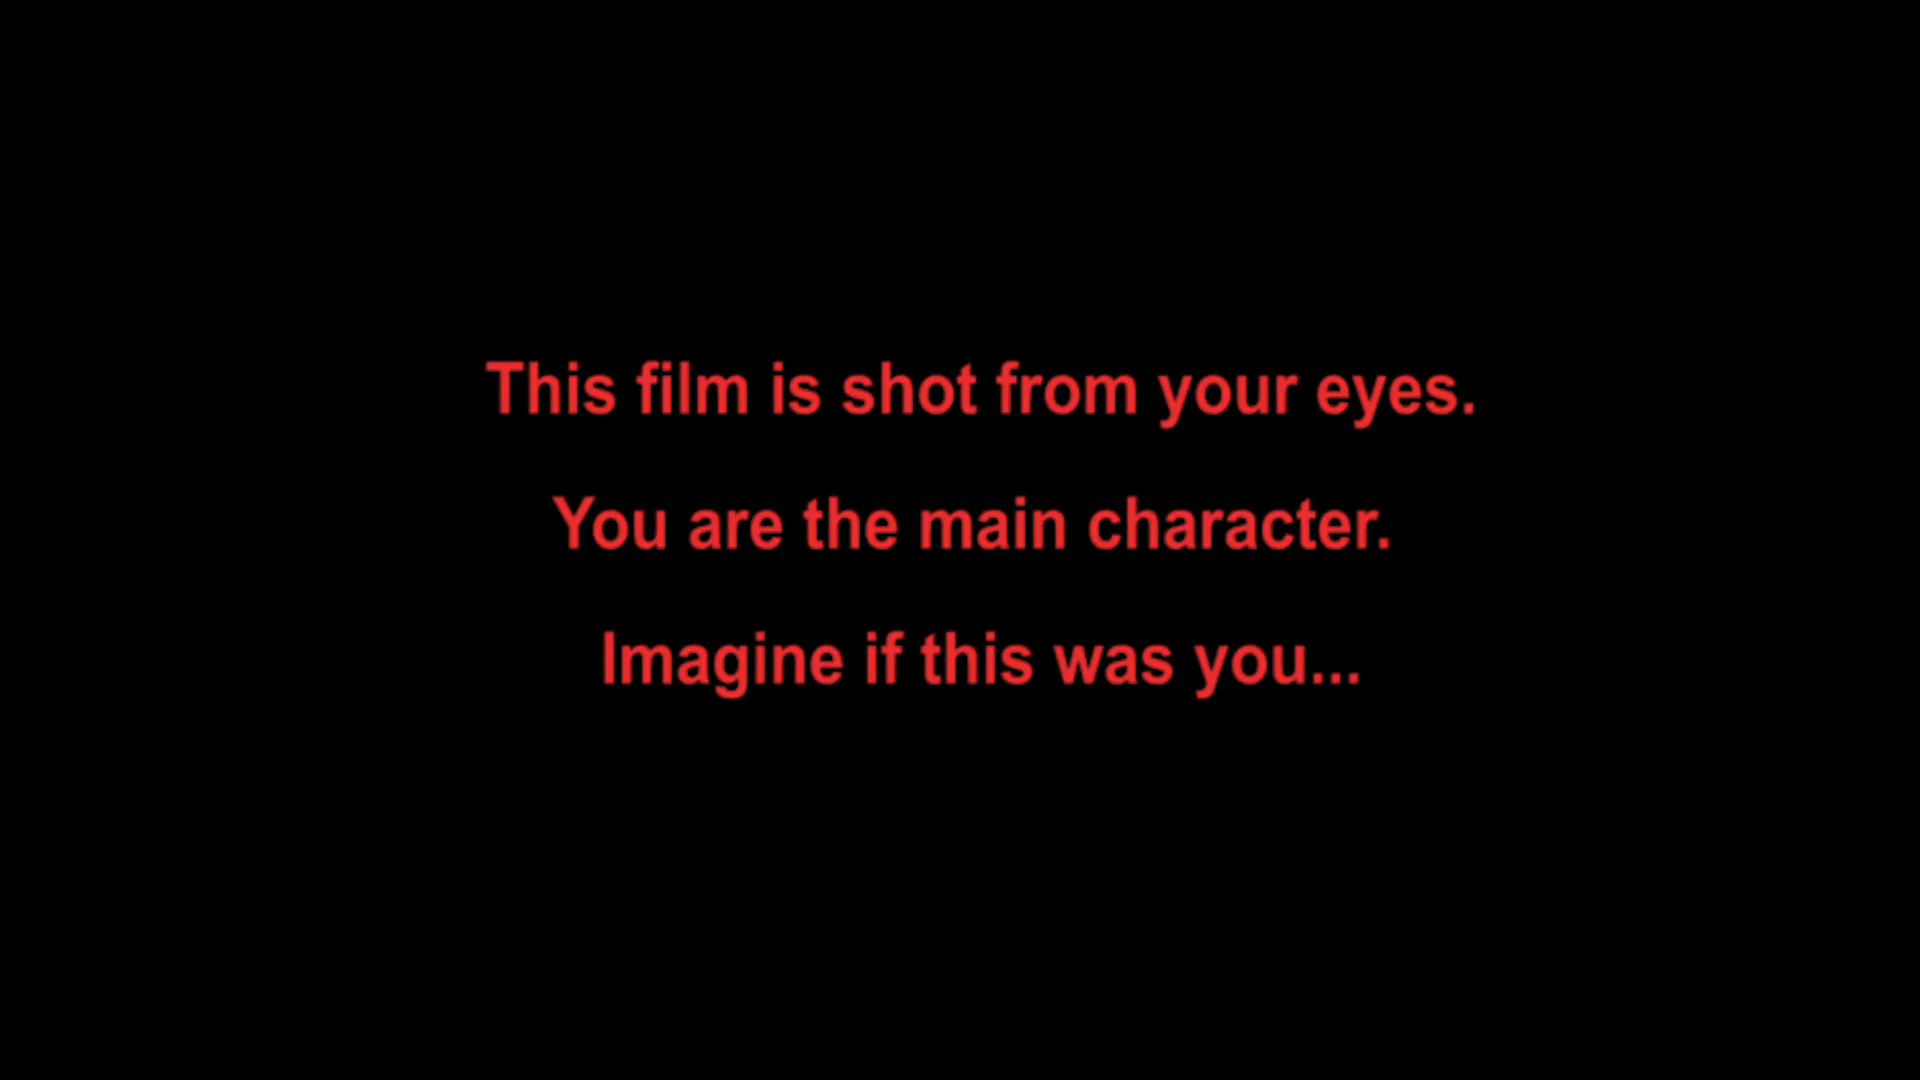 This film is shot from your eyes.
You are the main character.
Imagine if this was you...